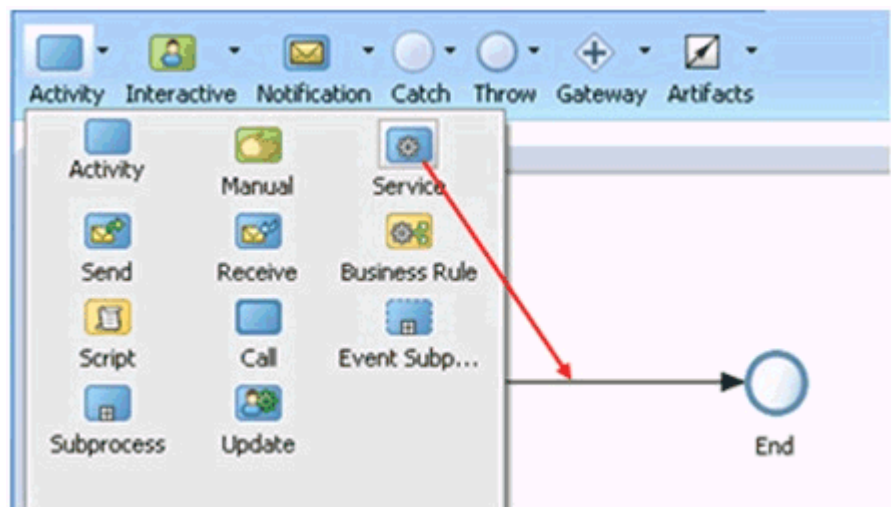 Activity Interactive Notification Catch Throw Gateway Artifacts
Activity Manual Service
Send Receive Business Rule
Script Call Event Subp...
Subprocess Update
End